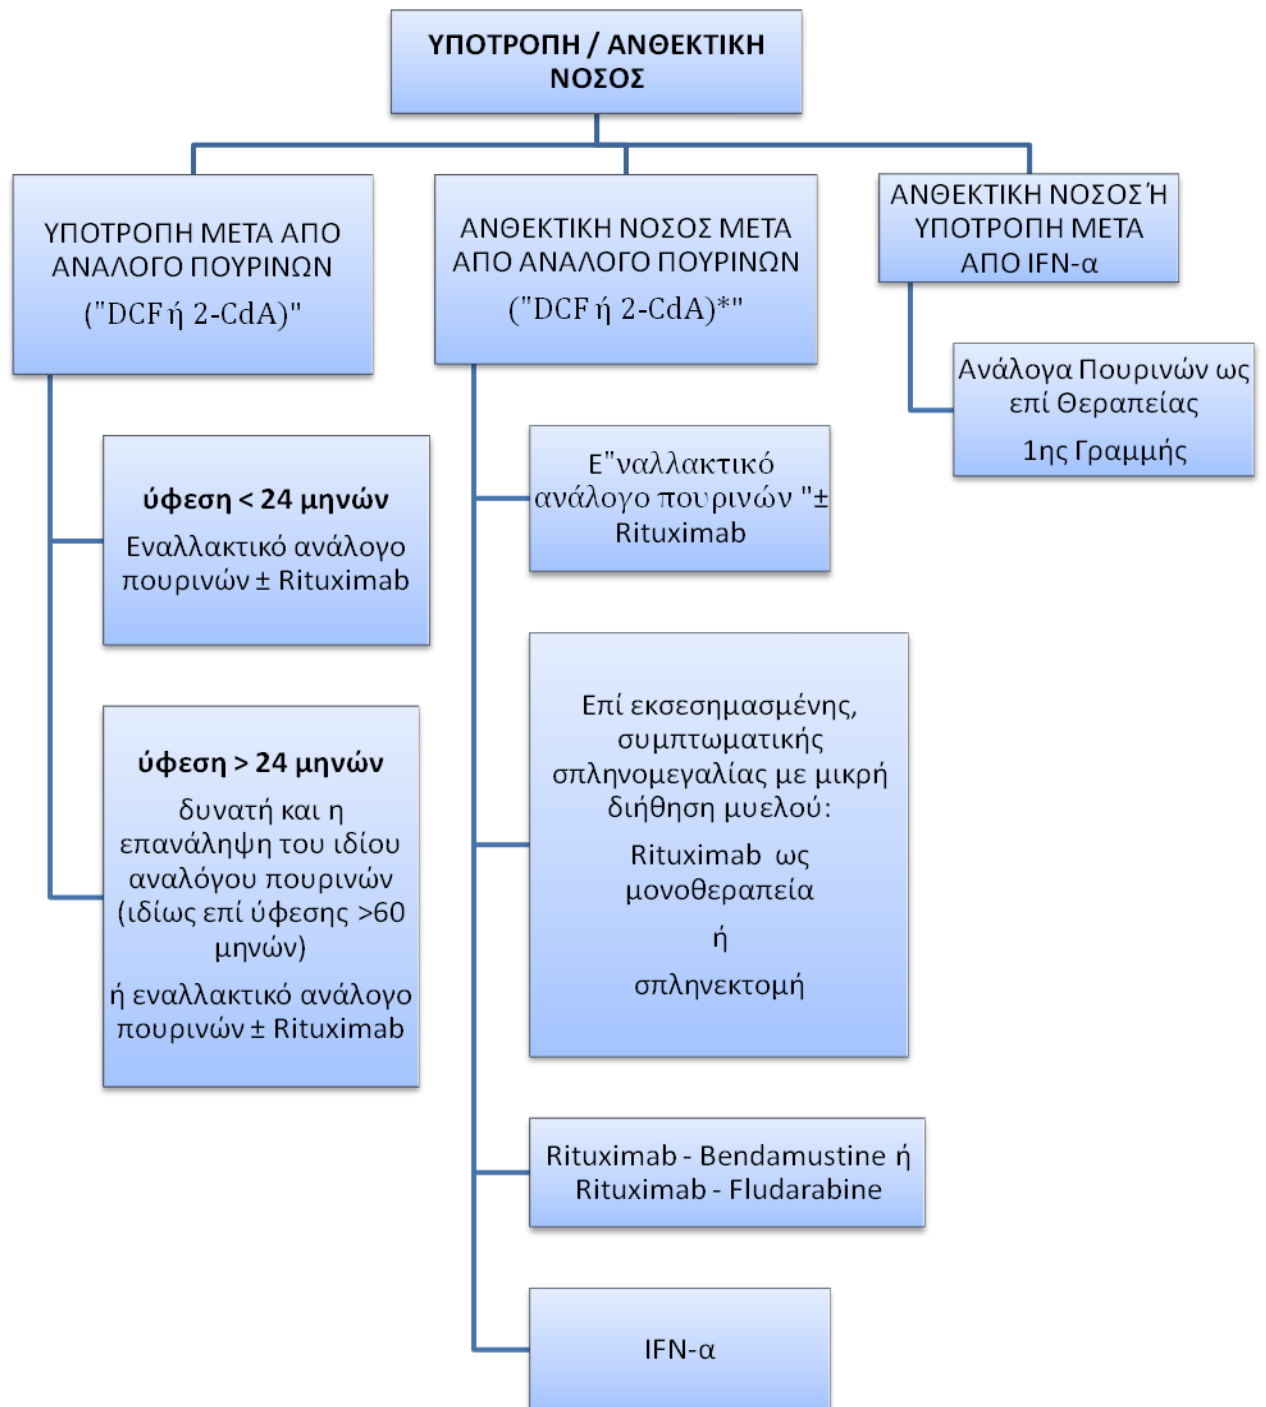 ΥΠΟΤΡΟΠΗ / ΑΝΘΕΚΤΙΚΗ
ΝΟΣΟΣ
ΥΠΟΤΡΟΠΗ ΜΕΤΑ ΑΠΟ
ΑΝΑΛΟΓΟ ΠΟΥΡΙΝΩΝ
("DCF ή 2-CdA)"
ύφεση < 24 μηνών
Εναλλακτικό ανάλογο
πουρινών ± Rituximab
ύφεση > 24 μηνών
δυνατή και η
επανάληψη του ιδίου
αναλόγου πουρινών
(ιδίως επί ύφεσης >60
μηνών)
ή εναλλακτικό ανάλογο
πουρινών ± Rituximab
ΑΝΘΕΚΤΙΚΗ ΝΟΣΟΣ ΜΕΤΑ
ΑΠΟ ΑΝΑΛΟΓΟ ΠΟΥΡΙΝΩΝ
("DCF ή 2-CdA)*"
Ε"ναλλακτικό
ανάλογο πουρινών "±
Rituximab
Επί εκσεσημασμένης,
συμπτωματικής
σπληνομεγαλίας με μικρή
διήθηση μυελού:
Rituximab ως
μονοθεραπεία
ή
σπληνεκτομή
Rituximab - Bendamustine ή
Rituximab - Fludarabine
IFN-α
ΑΝΘΕΚΤΙΚΗ ΝΟΣΟΣ Ή
ΥΠΟΤΡΟΠΗ ΜΕΤΑ
ΑΠΟ IFN-α
Ανάλογα Πουρινών ως
επί Θεραπείας
1ης Γραμμής